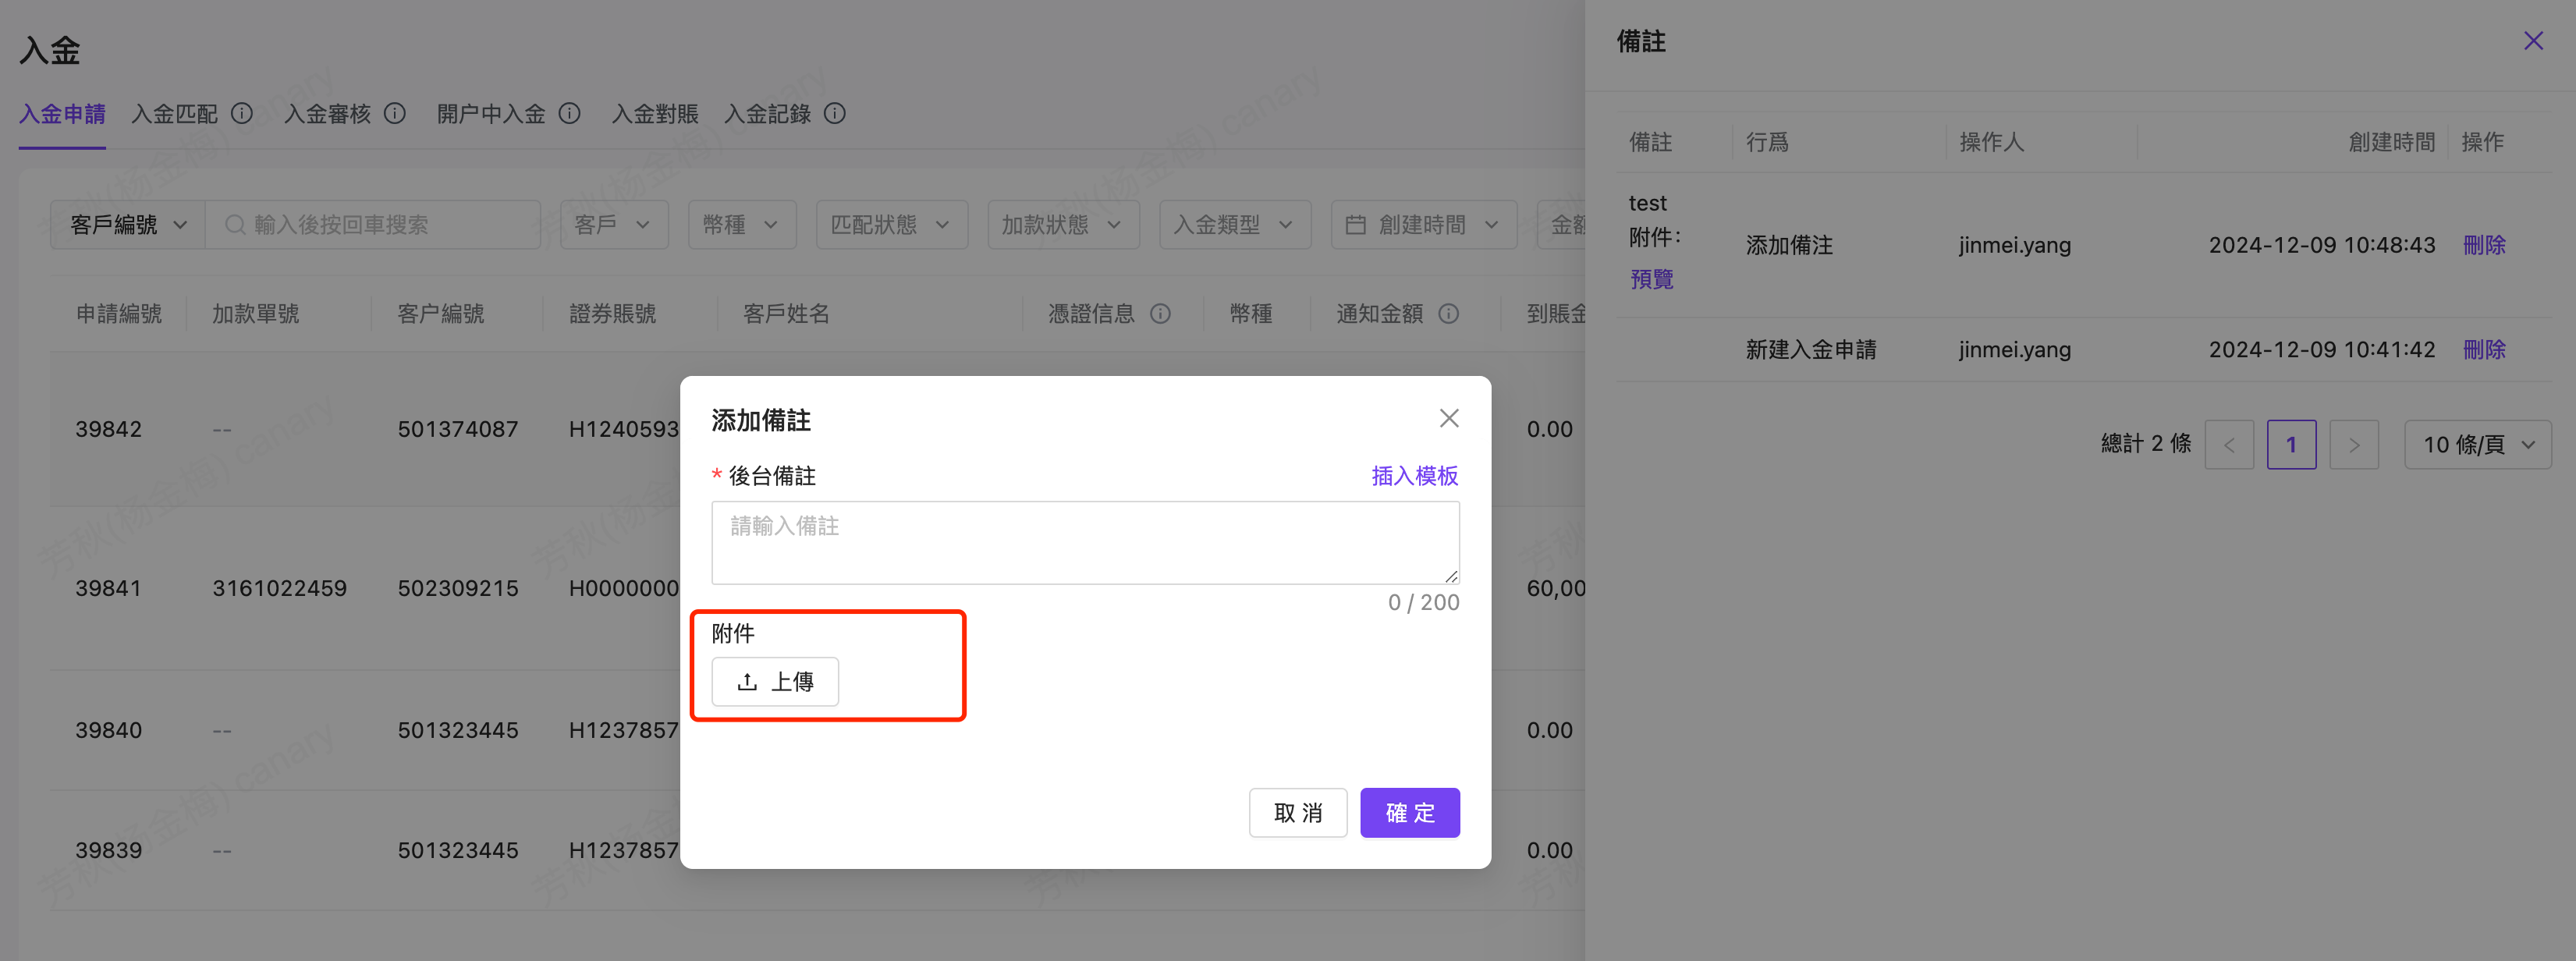 入金
入金申請 入金匹配 入金審核 開户中入金 入金對賬 入金記錄
客戶編號 輸入後按回車搜索 客戶 幣種 匹配狀態 加款狀態 入金類型 創建時間 金額
申請編號 加款單號 客户編號 證券賬號 客戶姓名 憑證信息 幣種 通知金額 到賬金
39842 -- 501374087 H1240593 0.00
39841 3161022459 502309215 H0000000 60,00
39840 -- 501323445 H1237857 0.00
39839 -- 501323445 H1237857 0.00
添加備註
* 後台備註 插入模板
請輸入備註
0 / 200
附件
上傳
取消 確定
備註
備註 行爲 操作人 創建時間 操作
test
附件：
預覽
添加備注 jinmei.yang 2024-12-09 10:48:43 刪除
新建入金申請 jinmei.yang 2024-12-09 10:41:42 刪除
總計 2 條 < 1 > 10 條/頁
芳秋(杨金梅) canary